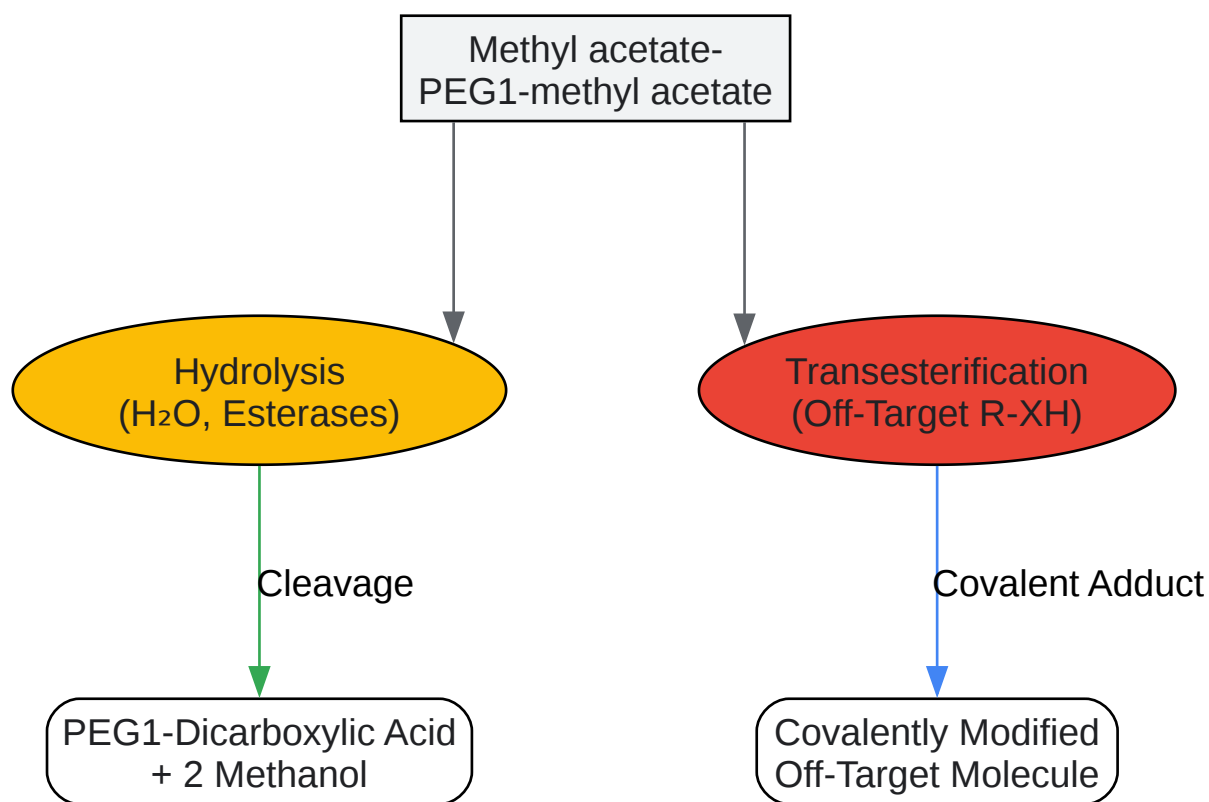 Methyl acetate-
PEG1-methyl acetate
Hydrolysis
(H₂O, Esterases)
Transesterification
(Off-Target R-XH)
Cleavage
Covalent Adduct
PEG1-Dicarboxylic Acid
+ 2 Methanol
Covalently Modified
Off-Target Molecule